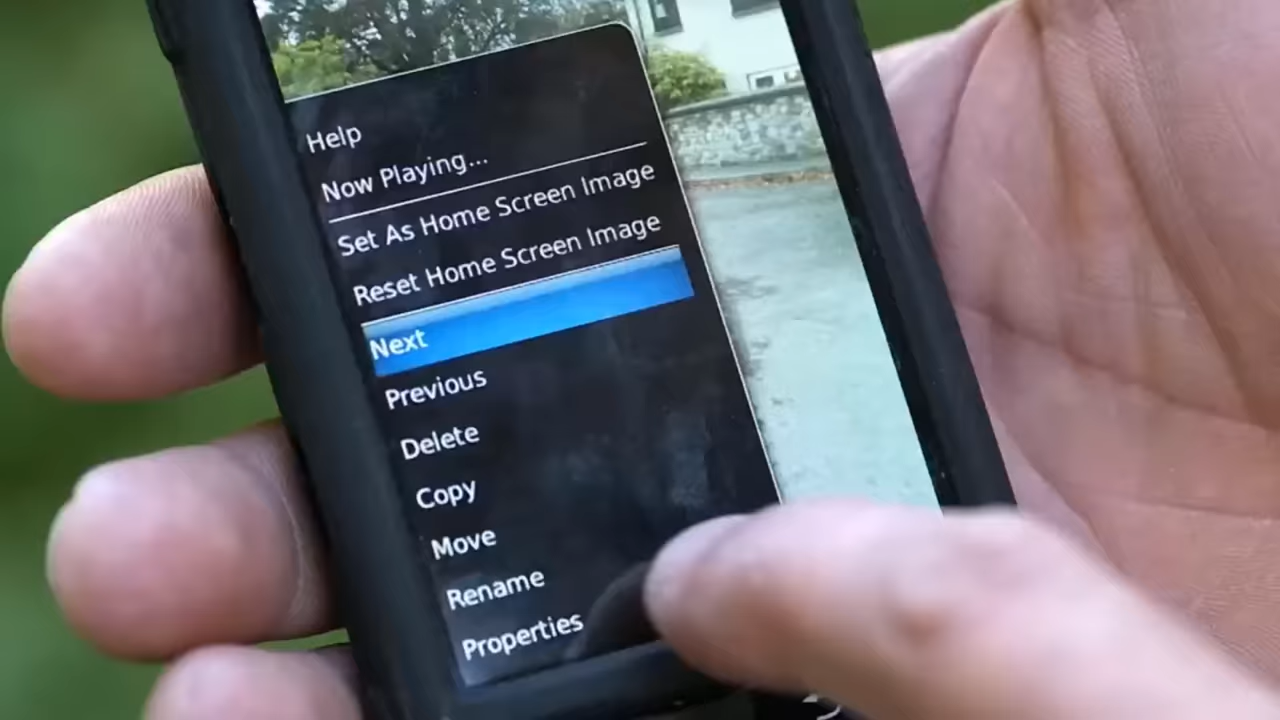 Help
Now Playing...
Set As Home Screen Image
Reset Home Screen Image
Next
Previous
Delete
Copy
Move
Rename
Properties